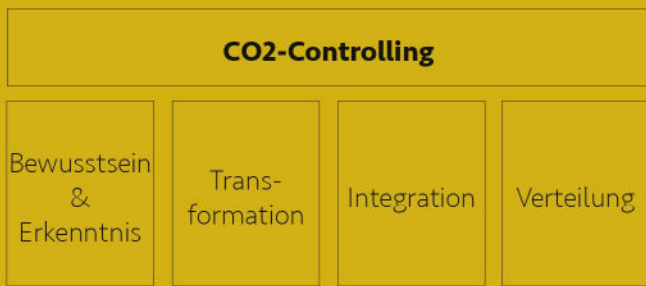 CO2-Controlling
Bewusstsein
&
Erkenntnis
Trans-
formation
Integration
Verteilung